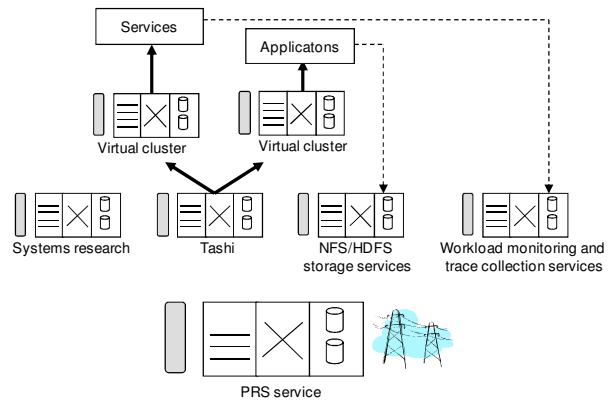 Services
Applicatons
Virtual cluster
Virtual cluster
Systems research
Tashi
NFS/HDFS
storage services
Workload monitoring and
trace collection services
PRS service